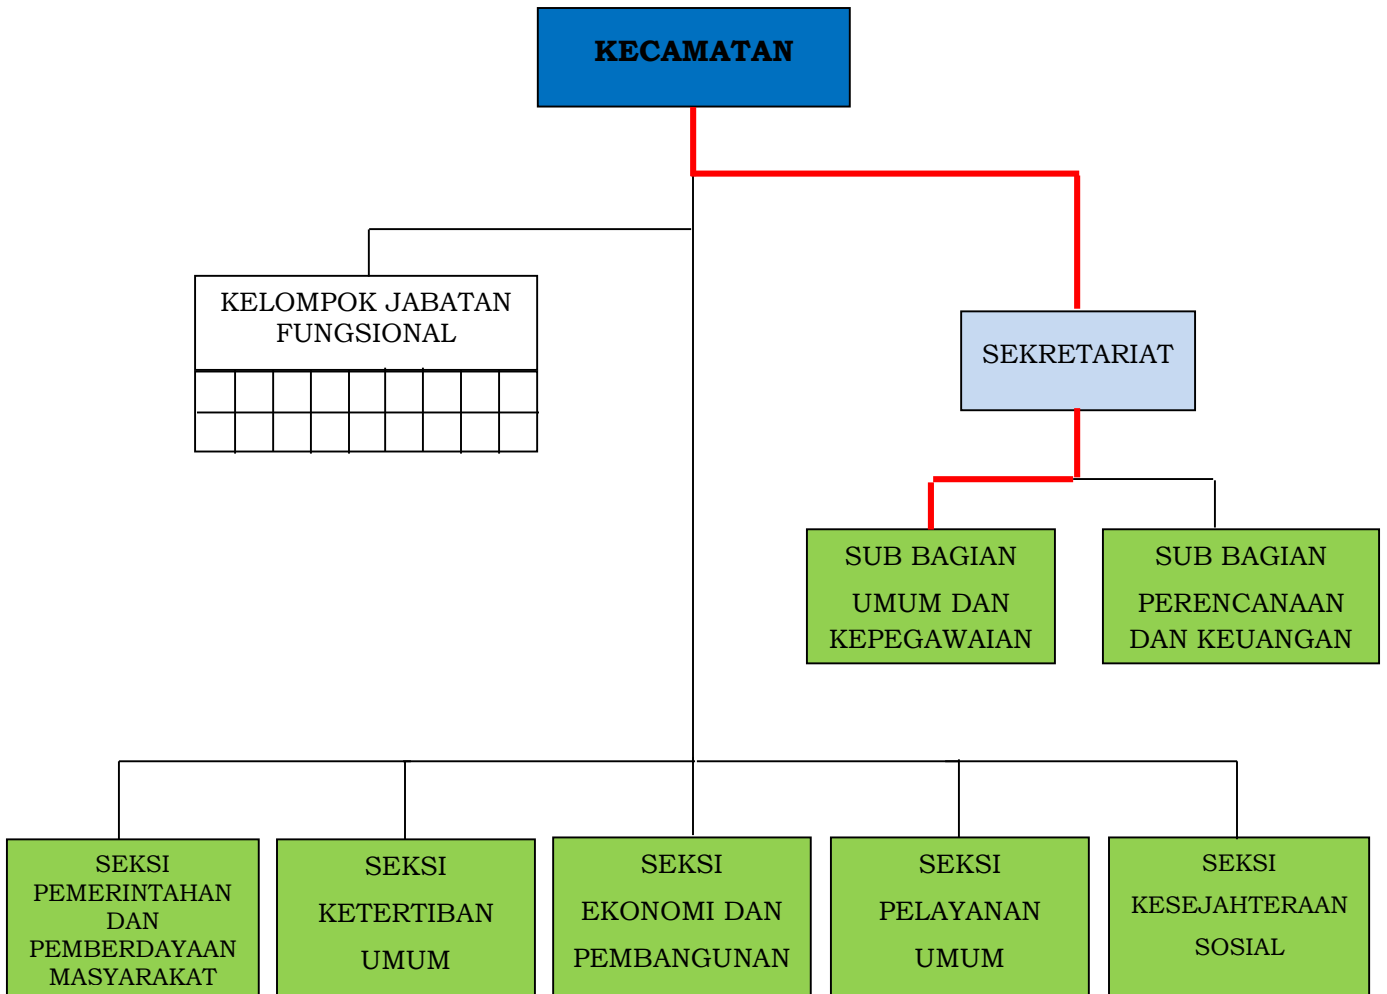 KECAMATAN
KELOMPOK JABATAN
FUNGSIONAL
SEKRETARIAT
SUB BAGIAN
UMUM DAN
KEPEGAWAIAN
SUB BAGIAN
PERENCANAAN
DAN KEUANGAN
SEKSI
PEMERINTAHAN
DAN
PEMBERDAYAAN
MASYARAKAT
SEKSI
KETERTIBAN
UMUM
SEKSI
EKONOMI DAN
PEMBANGUNAN
SEKSI
PELAYANAN
UMUM
SEKSI
KESEJAHTERAAN
SOSIAL